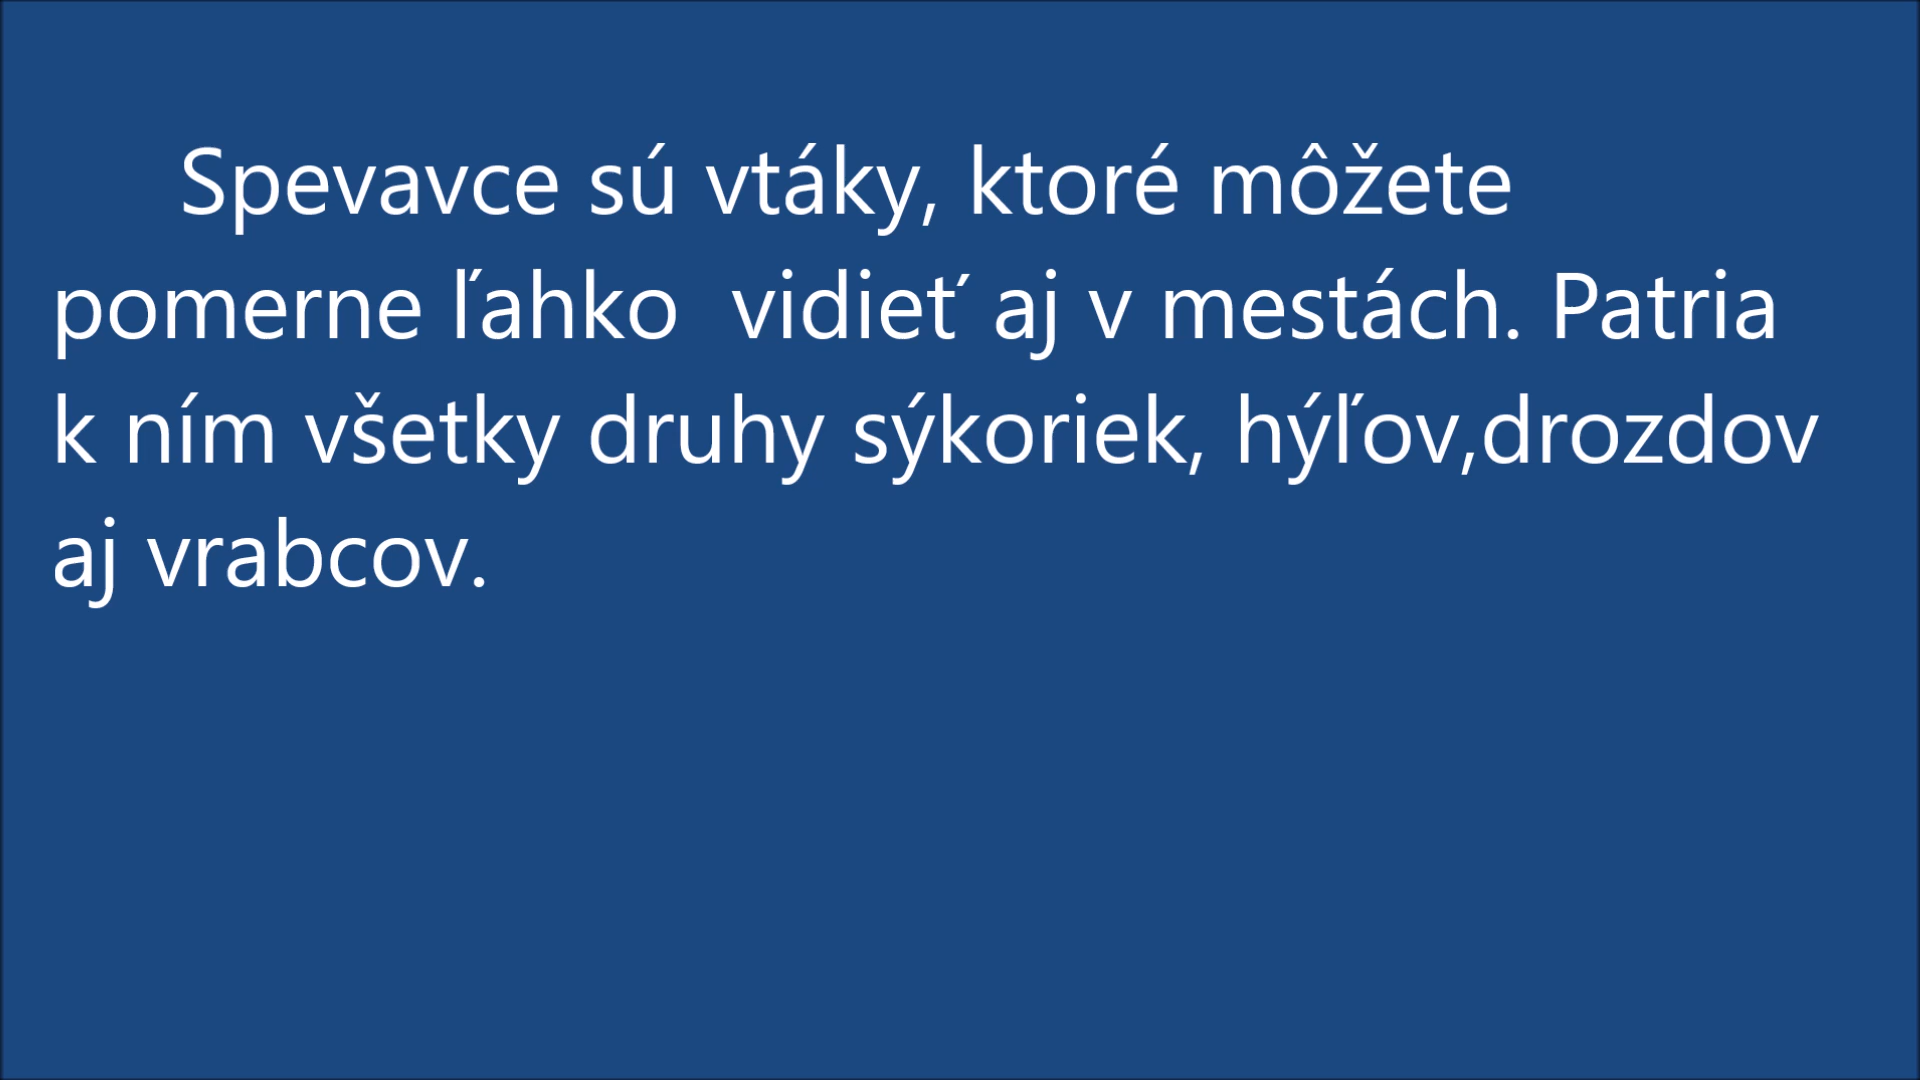 Spevavce sú vtáky, ktoré môžete
pomerne ľahko  vidieť aj v mestách. Patria
k ním všetky druhy sýkoriek, hýľov,drozdov
aj vrabcov.